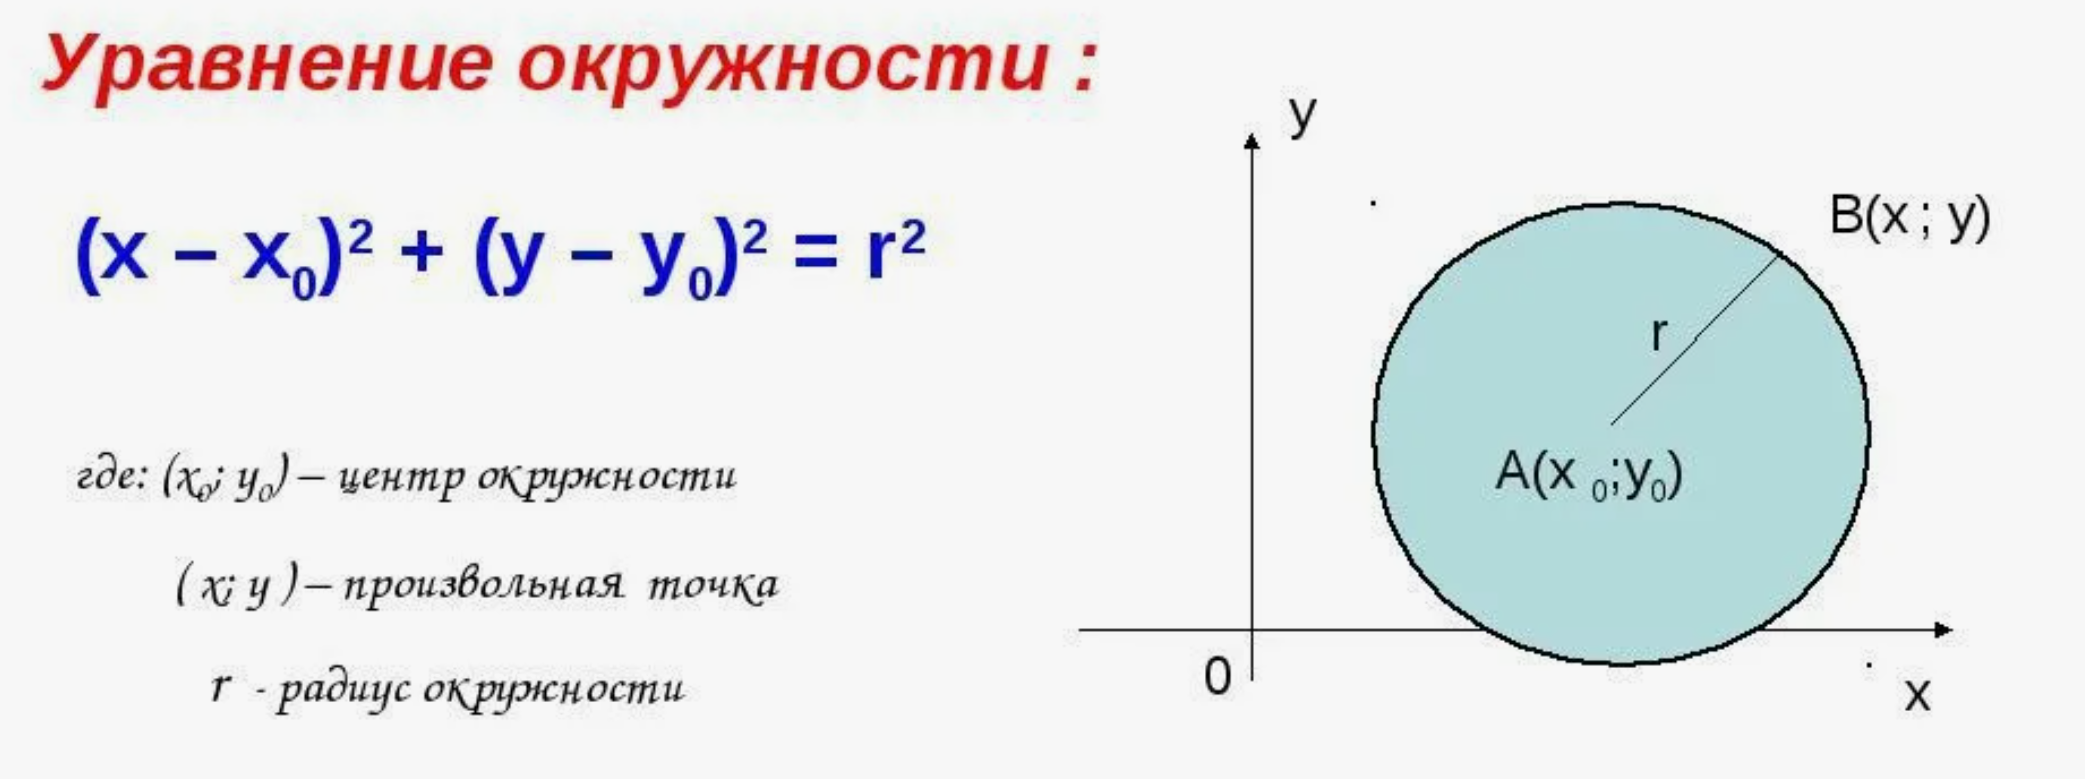 Уравнение окружности :
(x – x₀)² + (y – y₀)² = r²
где: (x₀; y₀) – центр окружности
( x; y ) – произвольная точка
r - радиус окружности
y
B(x ; y)
r
A(x ₀;y₀)
0
x